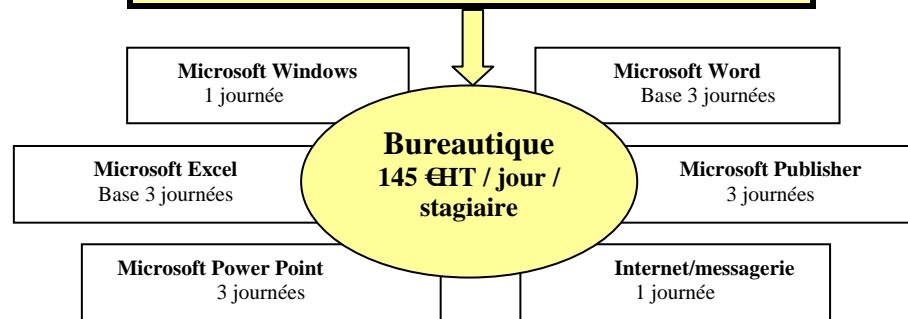 Microsoft Windows
1 journée
Microsoft Word
Base 3 journées
Bureautique
145 €HT / jour /
stagiaire
Microsoft Excel
Base 3 journées
Microsoft Publisher
3 journées
Microsoft Power Point
3 journées
Internet/messagerie
1 journée